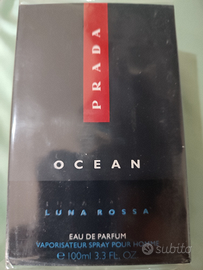 PRADA
OCEAN
LUNA ROSSA
EAU DE PARFUM
VAPORISATEUR SPRAY POUR HOMME
℮ 100ml 3.3 FL. OZ.
subito